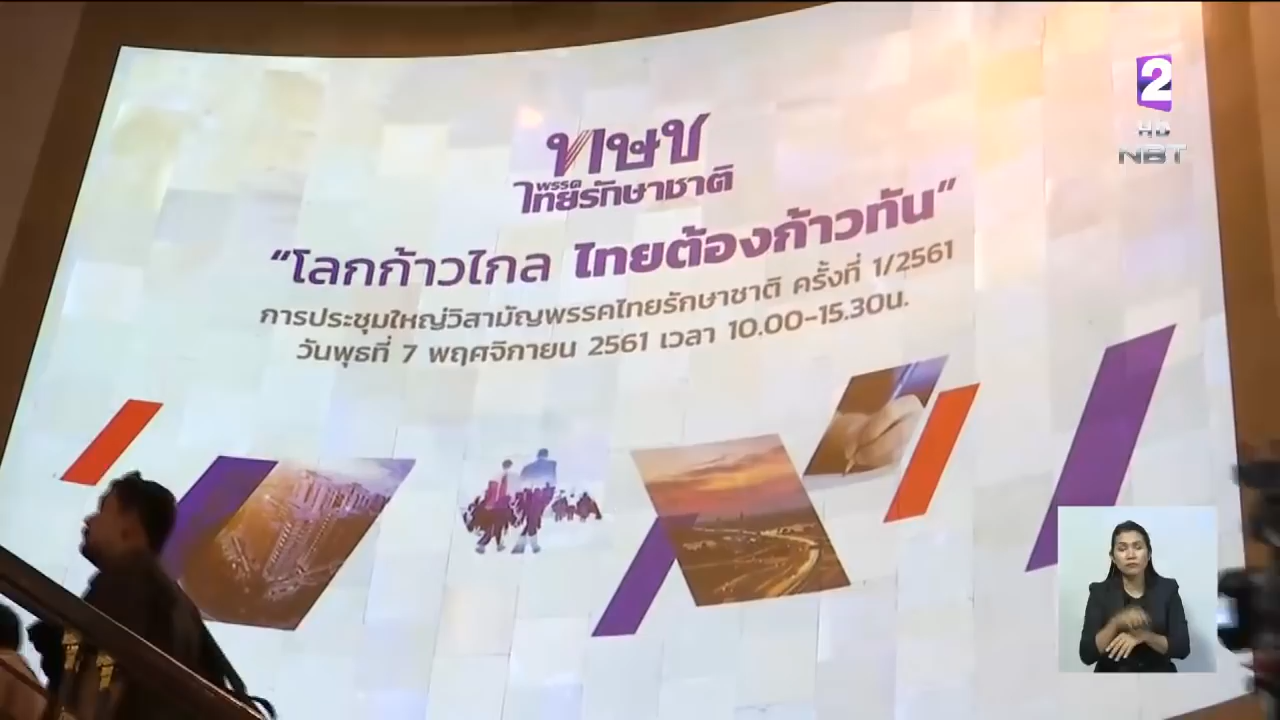 ทษช
พรรค
ไทยรักษาชาติ
“โลกก้าวไกล ไทยต้องก้าวทัน”
การประชุมใหญ่วิสามัญพรรคไทยรักษาชาติ ครั้งที่ 1/2561
วันพุธที่ 7 พฤศจิกายน 2561 เวลา 10.00-15.30น.
2
HD
NBT